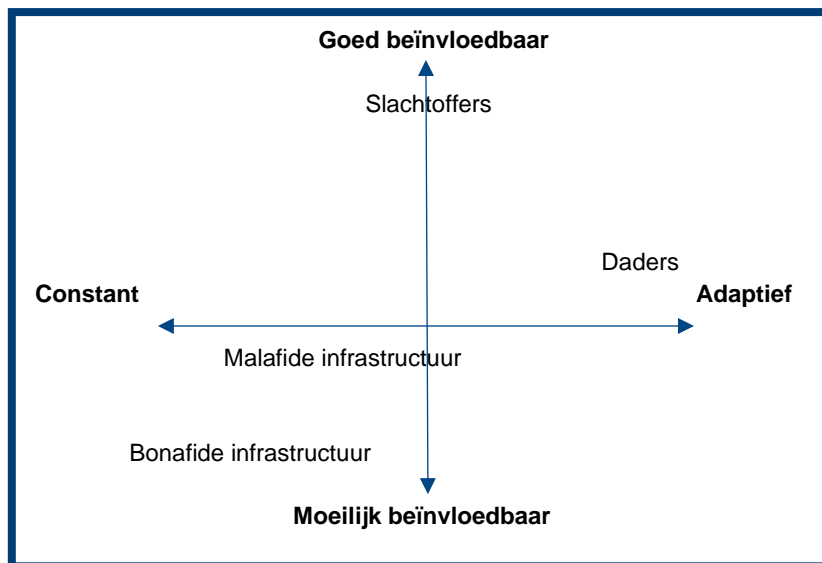 Goed beïnvloedbaar
Slachtoffers
Daders
Constant
Adaptief
Malafide infrastructuur
Bonafide infrastructuur
Moeilijk beïnvloedbaar